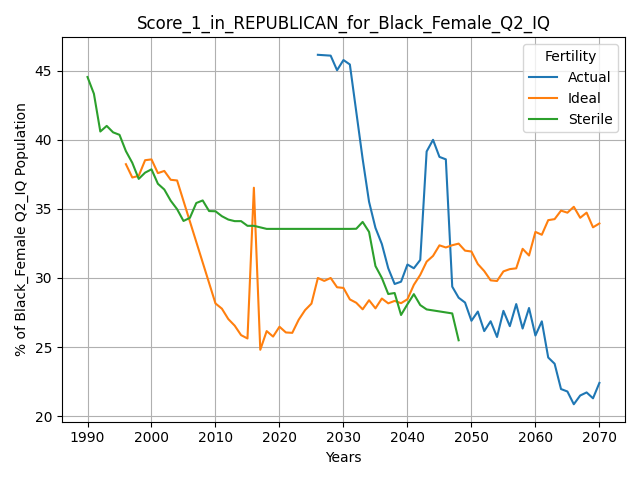 Score_1_in_REPUBLICAN_for_Black_Female_Q2_IQ
Fertility
Actual
Ideal
Sterile
% of Black_Female Q2_IQ Population
45
40
35
30
25
20
1990 2000 2010 2020 2030 2040 2050 2060 2070
Years